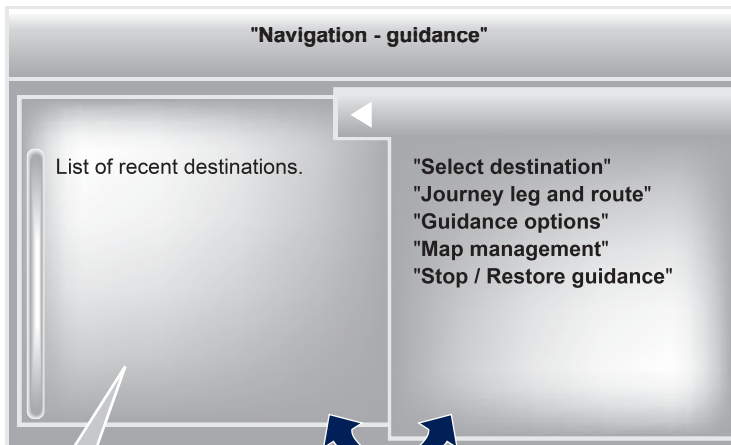 "Navigation - guidance"
List of recent destinations.
"Select destination"
"Journey leg and route"
"Guidance options"
"Map management"
"Stop / Restore guidance"